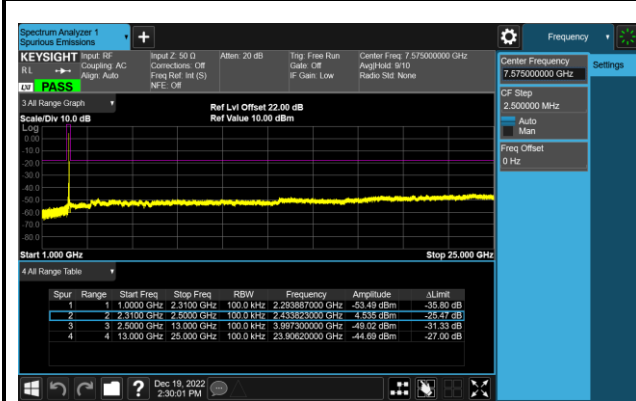 Spectrum Analyzer 1
Spurious Emissions
Frequency
KEYSIGHT
R L
LXI
PASS
Input: RF
Coupling: AC
Align: Auto
Input Z: 50 Ω
Corrections: Off
Freq Ref: Int (S)
NFE: Off
Atten: 20 dB
Trig: Free Run
Gate: Off
IF Gain: Low
Center Freq: 7.575000000 GHz
Avg|Hold: 9/10
Radio Std: None
Center Frequency
7.575000000 GHz
Settings
CF Step
2.500000 MHz
Auto
Man
Freq Offset
0 Hz
3 All Range Graph
Scale/Div 10.0 dB
Ref Lvl Offset 22.00 dB
Ref Value 10.00 dBm
Log
0.00
-10.0
-20.0
-30.0
-40.0
-50.0
-60.0
-70.0
-80.0
Start 1.000 GHz
Stop 25.000 GHz
4 All Range Table
Spur Range Start Freq Stop Freq RBW Frequency Amplitude ΔLimit
1 1 1.0000 GHz 2.3100 GHz 100.0 kHz 2.293887000 GHz -53.49 dBm -35.80 dB
2 2 2.3100 GHz 2.5000 GHz 100.0 kHz 2.433823000 GHz 4.535 dBm -25.47 dB
3 3 2.5000 GHz 13.000 GHz 100.0 kHz 3.997300000 GHz -49.02 dBm -31.33 dB
4 4 13.000 GHz 25.000 GHz 100.0 kHz 23.90620000 GHz -44.69 dBm -27.00 dB
?
Dec 19, 2022
2:30:01 PM